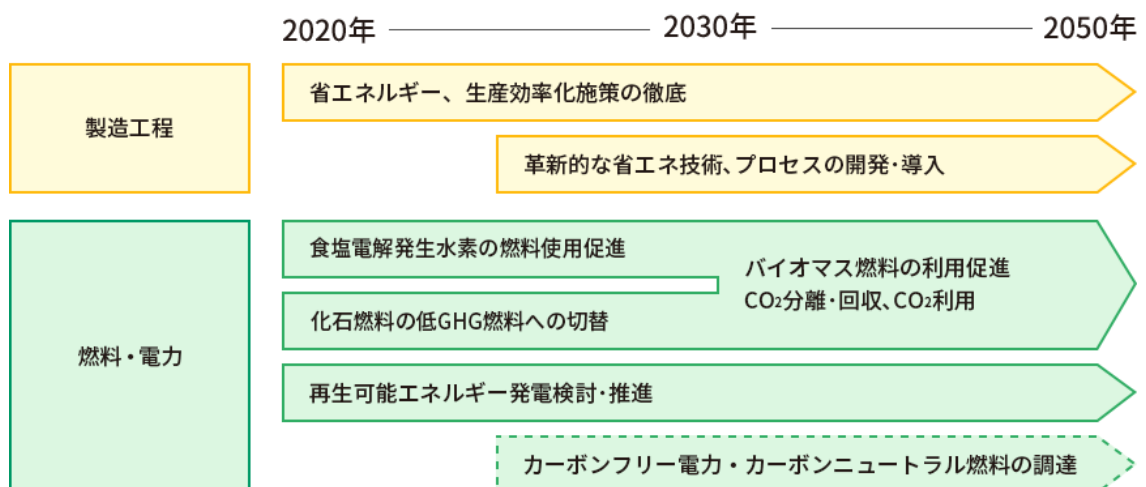 2020年 2030年 2050年
製造工程
省エネルギー、生産効率化施策の徹底
革新的な省エネ技術、プロセスの開発・導入
燃料・電力
食塩電解発生水素の燃料使用促進
化石燃料の低GHG燃料への切替
バイオマス燃料の利用促進
CO₂分離・回収、CO₂利用
再生可能エネルギー発電検討・推進
カーボンフリー電力・カーボンニュートラル燃料の調達